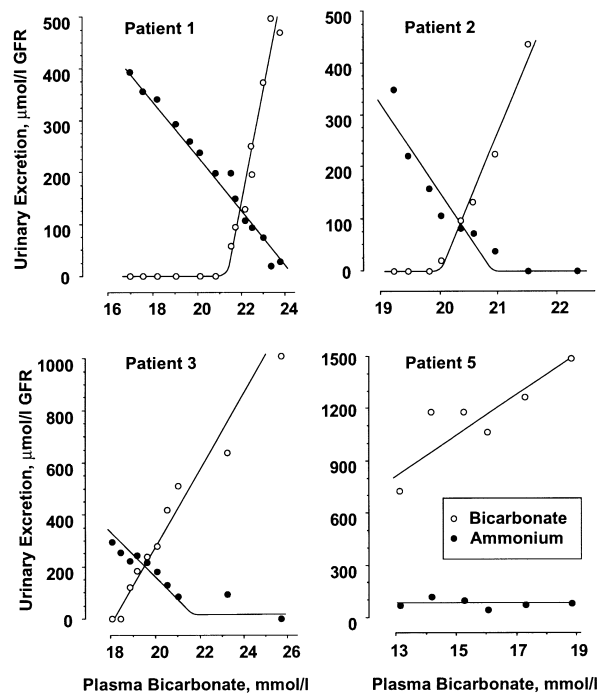 Patient 1
Urinary Excretion, µmol/l GFR
500
400
300
200
100
0
16 18 20 22 24
Patient 2
500
400
300
200
100
0
19 20 21 22
Patient 3
Urinary Excretion, µmol/l GFR
1000
800
600
400
200
0
18 20 22 24 26
Plasma Bicarbonate, mmol/l
Patient 5
1500
1200
900
600
300
0
Bicarbonate
Ammonium
13 15 17 19
Plasma Bicarbonate, mmol/l